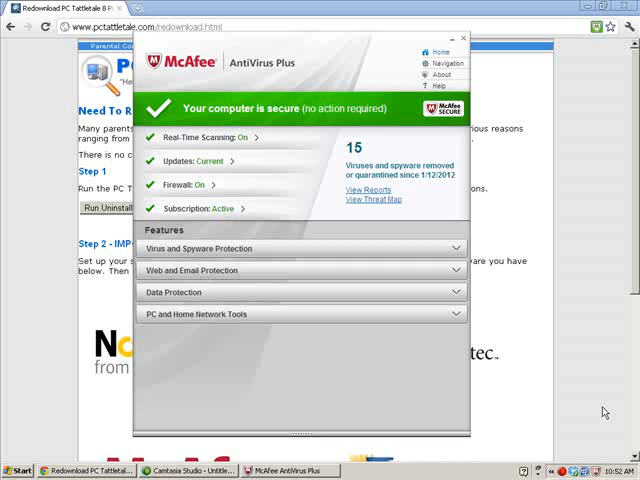 Redownload PC Tattletale 8 P
www.pctattletale.com/redownload.html
Parental Co
McAfee | AntiVirus Plus
Home
Navigation
About
Help
Your computer is secure (no action required)
McAfee SECURE
Real-Time Scanning: On
Updates: Current
Firewall: On
Subscription: Active
15
Viruses and spyware removed
or quarantined since 1/12/2012
View Reports
View Threat Map
Features
Virus and Spyware Protection
Web and Email Protection
Data Protection
PC and Home Network Tools
Need To R
Many parents
ranging from
rious reasons
There is no c
Step 1
Run the PC T
ons.
Run Uninstal
Step 2 - IMP
Set up your s
ware you have
below. Then
No
from
tec.
Start
Redownload PC Tattletal...
Camtasia Studio - Untitle...
McAfee AntiVirus Plus
10:52 AM